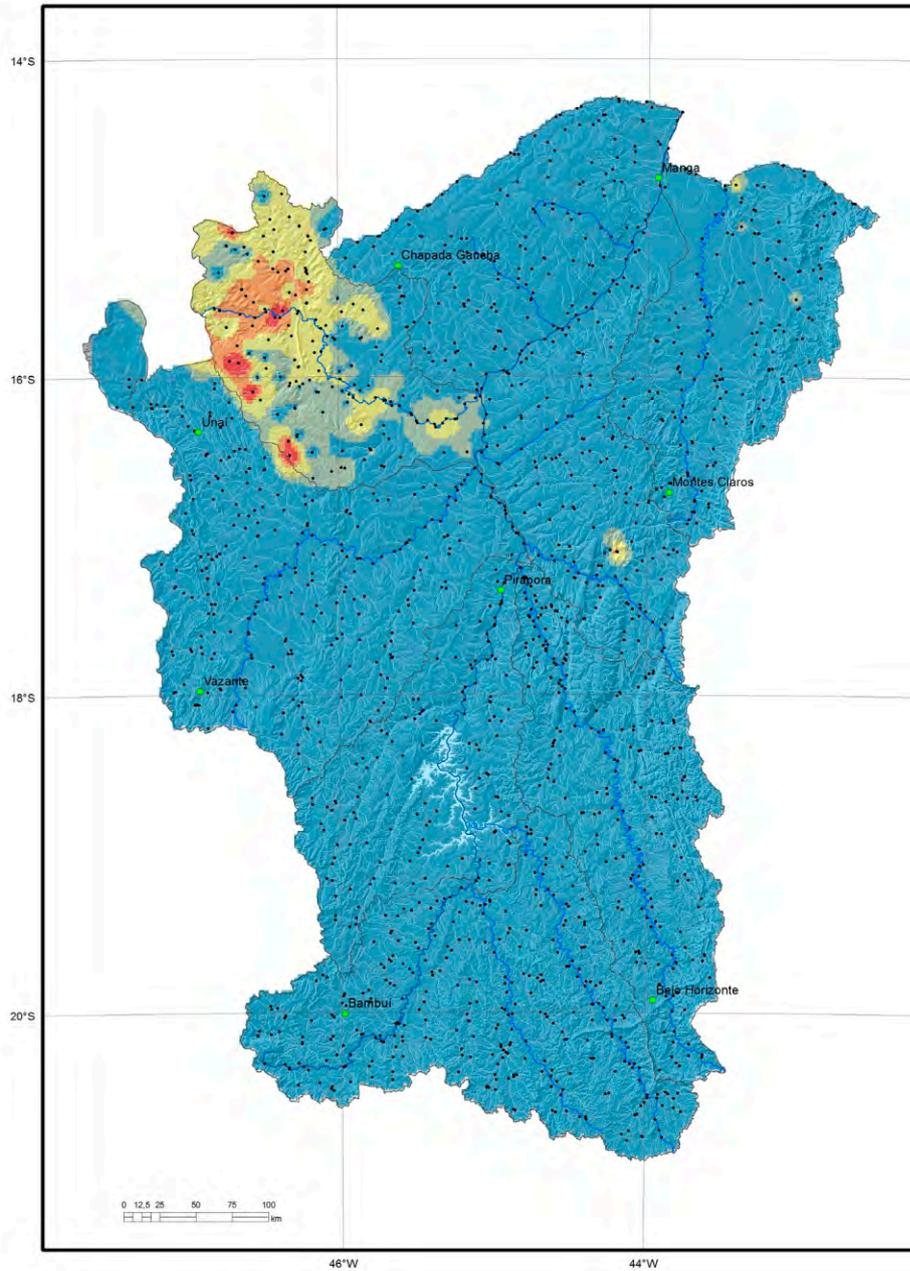 14°S
Manga
Chapada Gaúcha
16°S
Unaí
Montes Claros
Pirapora
18°S
Vazante
Belo Horizonte
20°S
Bambuí
0 12,5 25 50 75 100
km
46°W 44°W